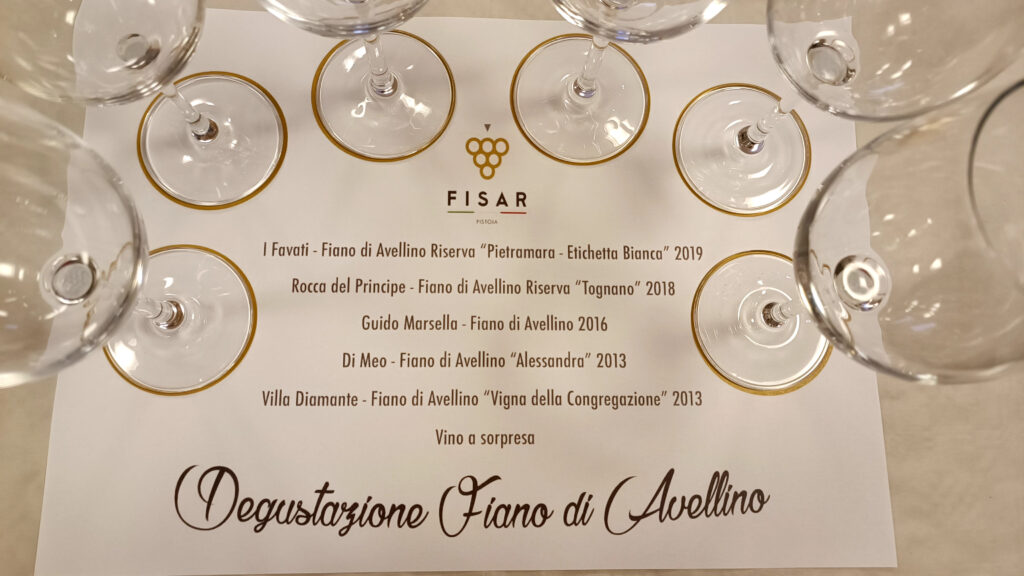 FISAR
PISTOIA
I Favati - Fiano di Avellino Riserva “Pietramara - Etichetta Bianca” 2019
Rocca del Principe - Fiano di Avellino Riserva “Tognano” 2018
Guido Marsella - Fiano di Avellino 2016
Di Meo - Fiano di Avellino “Alessandra” 2013
Villa Diamante - Fiano di Avellino “Vigna della Congregazione” 2013
Vino a sorpresa
Degustazione Fiano di Avellino